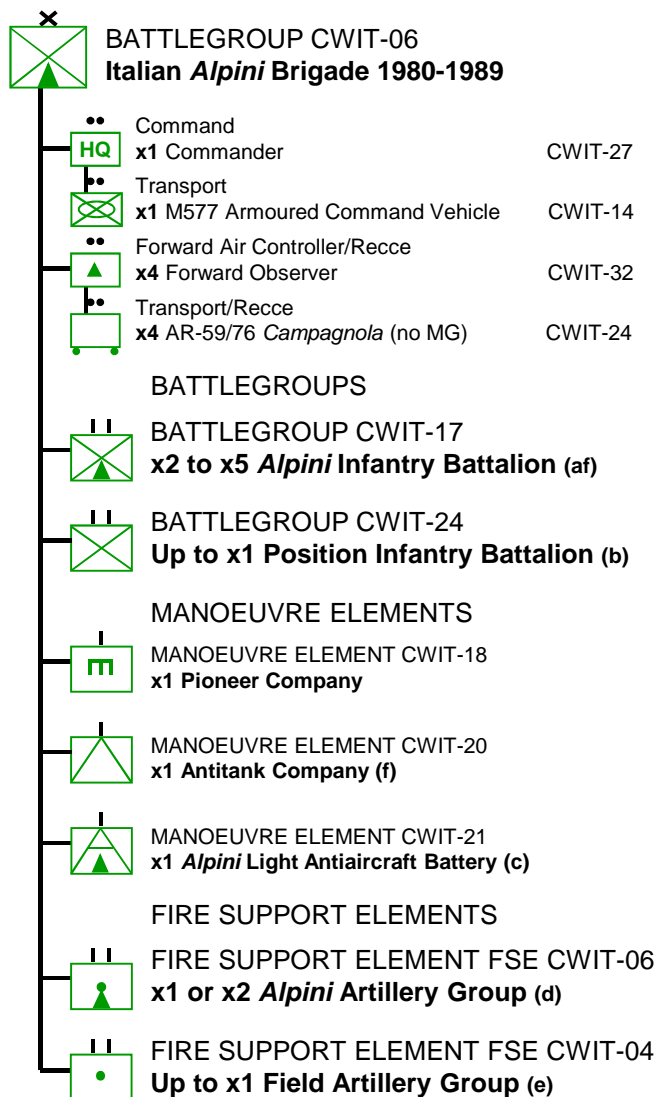 BATTLEGROUP CWIT-06
Italian Alpini Brigade 1980-1989
Command
HQ x1 Commander CWIT-27
Transport
x1 M577 Armoured Command Vehicle CWIT-14
Forward Air Controller/Recce
x4 Forward Observer CWIT-32
Transport/Recce
x4 AR-59/76 Campagnola (no MG) CWIT-24
BATTLEGROUPS
BATTLEGROUP CWIT-17
x2 to x5 Alpini Infantry Battalion (af)
BATTLEGROUP CWIT-24
Up to x1 Position Infantry Battalion (b)
MANOEUVRE ELEMENTS
MANOEUVRE ELEMENT CWIT-18
x1 Pioneer Company
MANOEUVRE ELEMENT CWIT-20
x1 Antitank Company (f)
MANOEUVRE ELEMENT CWIT-21
x1 Alpini Light Antiaircraft Battery (c)
FIRE SUPPORT ELEMENTS
FIRE SUPPORT ELEMENT FSE CWIT-06
x1 or x2 Alpini Artillery Group (d)
FIRE SUPPORT ELEMENT FSE CWIT-04
Up to x1 Field Artillery Group (e)